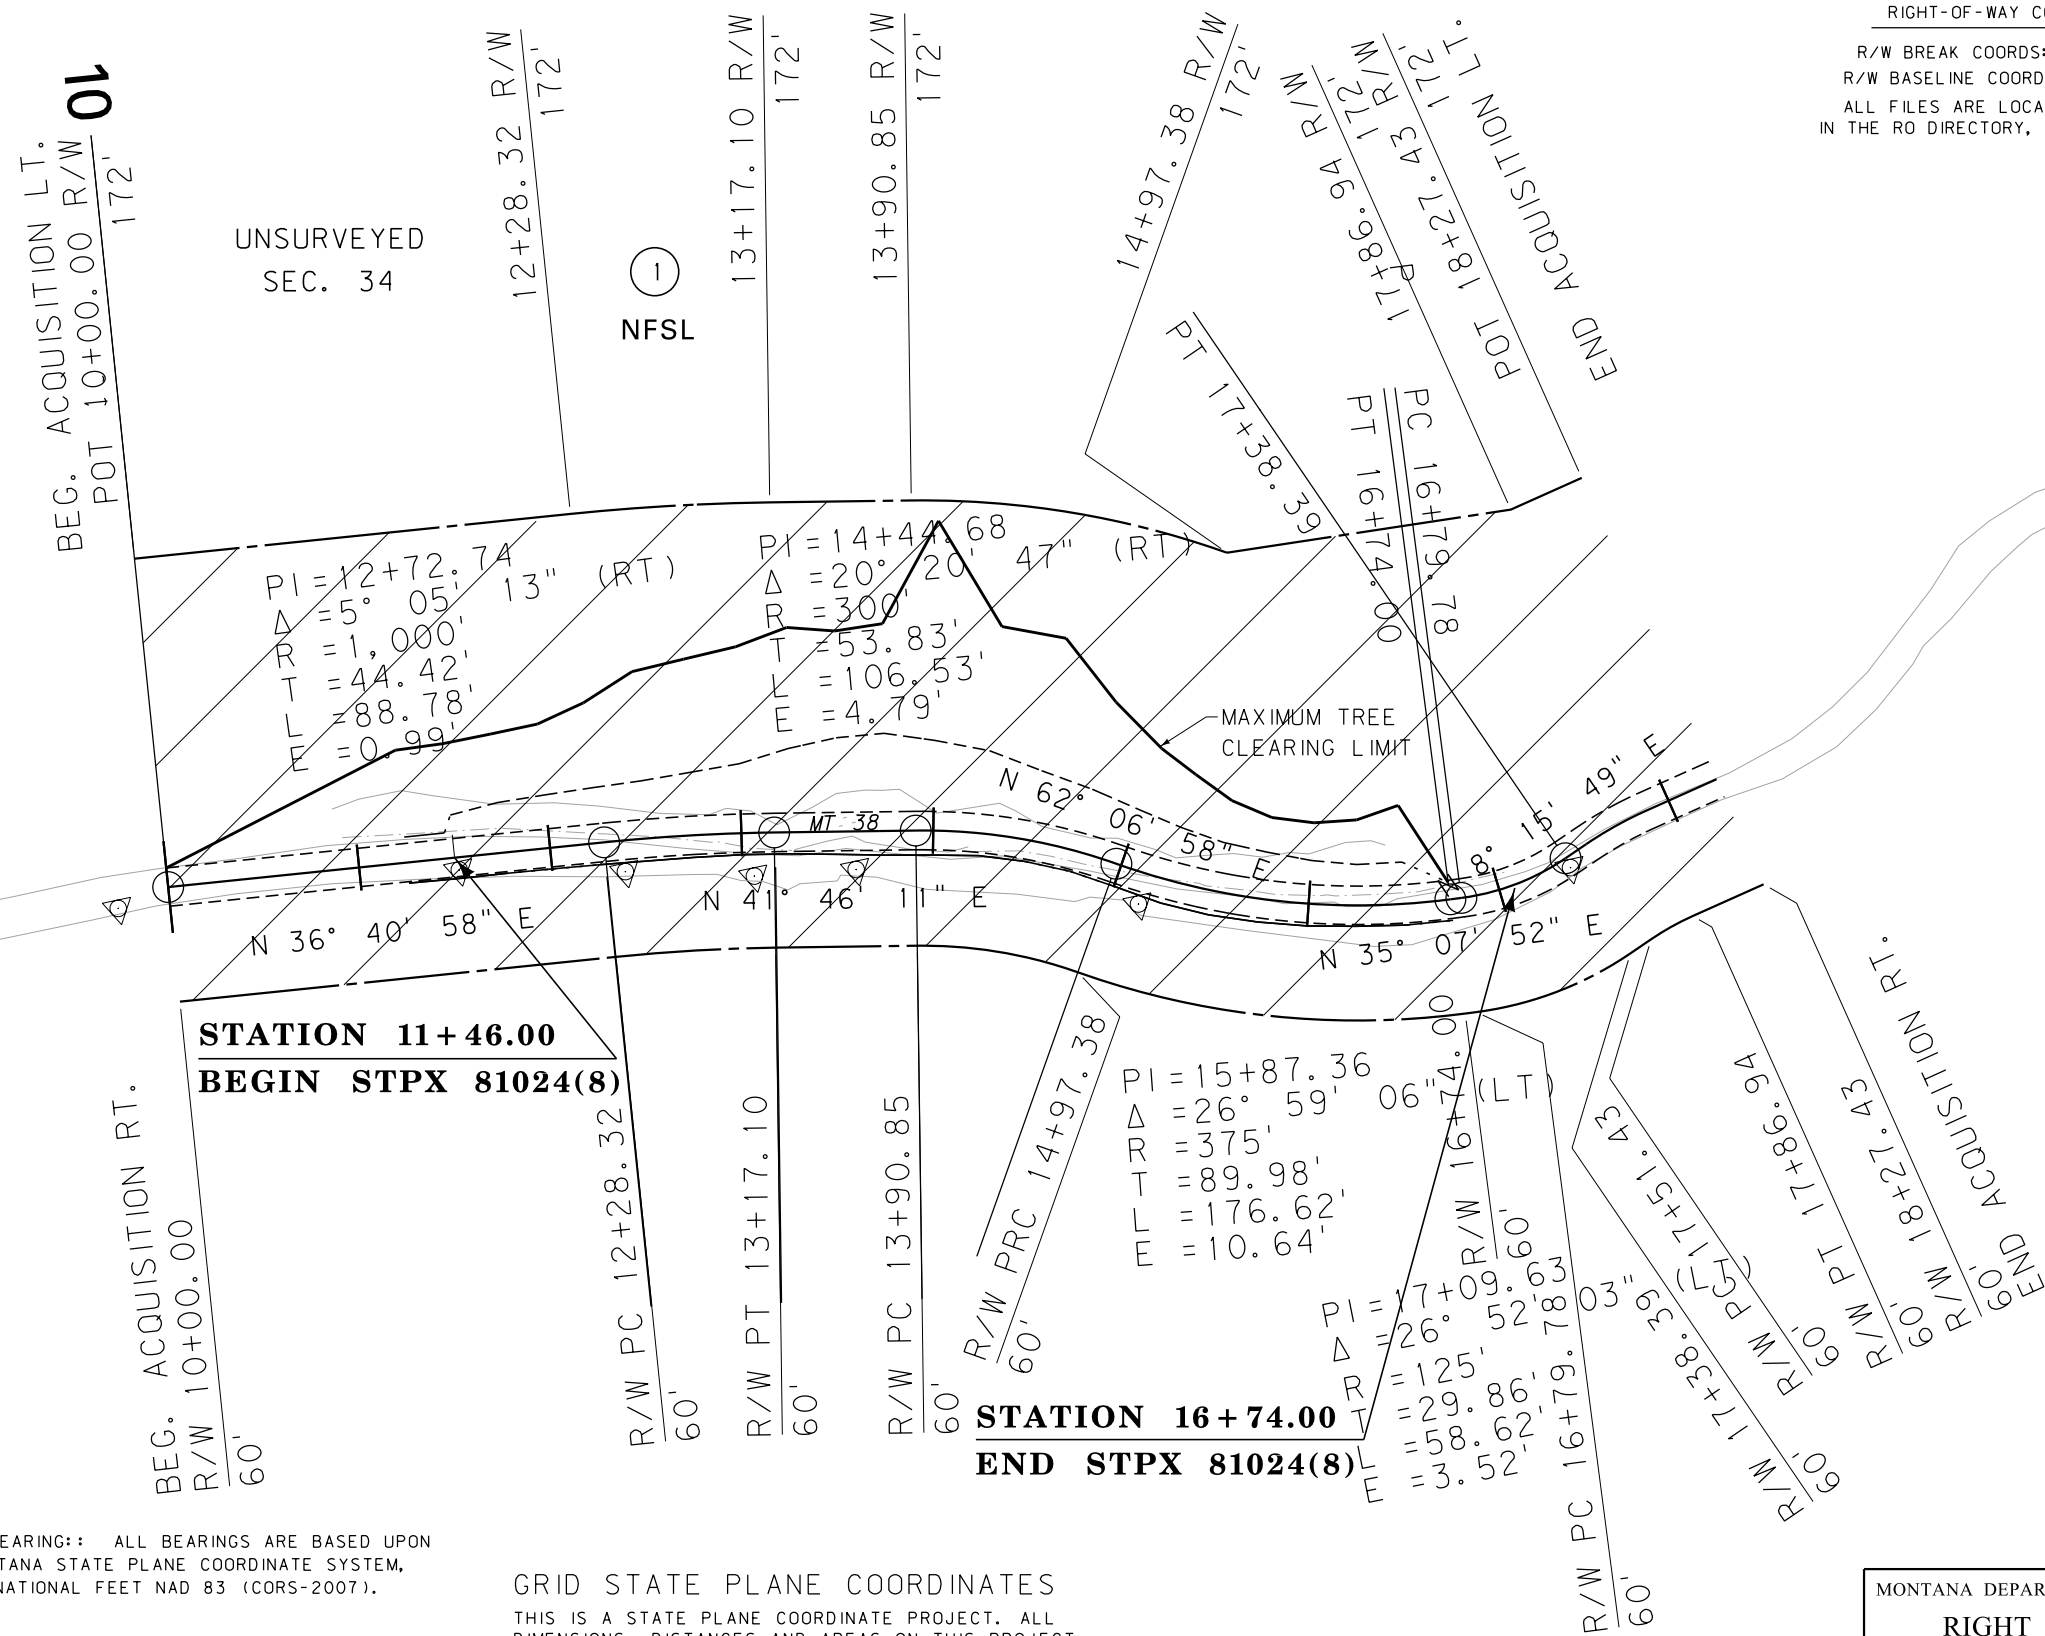 RIGHT-OF-WAY
R/W BREAK COORDS:
R/W BASELINE COORD
ALL FILES ARE LOCA
IN THE RO DIRECTORY,
10
BEG. ACQUISITION LT.
POT 10+00.00 R/W
172'
UNSURVEYED
SEC. 34
12+28.32 R/W
172'
1
NFSL
13+17.10 R/W
172'
13+90.85 R/W
172'
14+97.38 R/W
172'
PT 17+38.39
17+86.94 R/W
172'
POT 18+27.43 R/W
172'
END ACQUISITION LT.
PT 16+74.00
PC 16+79.78
PI=12+72.74
Δ =5° 05' 13" (RT)
R =1,000'
T =44.42'
L =88.78'
E =0.99'
PI=14+44.68
Δ =20° 20' 47" (RT)
R =300'
T =53.83'
L =106.53'
E =4.79'
MAXIMUM TREE
CLEARING LIMIT
MT 38
N 36° 40' 58" E
N 41° 46' 11" E
N 62° 06' 58" E
N 35° 07' 52" E
8° 15' 49" E
STATION 11+46.00
BEGIN STPX 81024(8)
BEG. ACQUISITION RT.
R/W 10+00.00
60'
R/W PC 12+28.32
60'
R/W PT 13+17.10
60'
R/W PC 13+90.85
60'
R/W PRC 14+97.38
60'
PI=15+87.36
Δ =26° 59' 06" (LT)
R =375'
T =89.98'
L =176.62'
E =10.64'
R/W 16+74.00
60'
PI=17+09.63
Δ =26° 52' 03" (LT)
R =125'
T =29.86'
L =58.62'
E =3.52'
R/W PC 16+79.78
60'
R/W 17+38.39
60'
R/W PC 17+51.43
60'
R/W PT 17+86.94
60'
R/W 18+27.43
60'
END ACQUISITION RT.
STATION 16+74.00
END STPX 81024(8)
EARING:: ALL BEARINGS ARE BASED UPON
TANA STATE PLANE COORDINATE SYSTEM,
NATIONAL FEET NAD 83 (CORS-2007).
GRID STATE PLANE COORDINATES
THIS IS A STATE PLANE COORDINATE PROJECT. ALL
DIMENSIONS, DISTANCES AND AREAS ON THIS PROJECT
MONTANA DEPAR
RIGHT